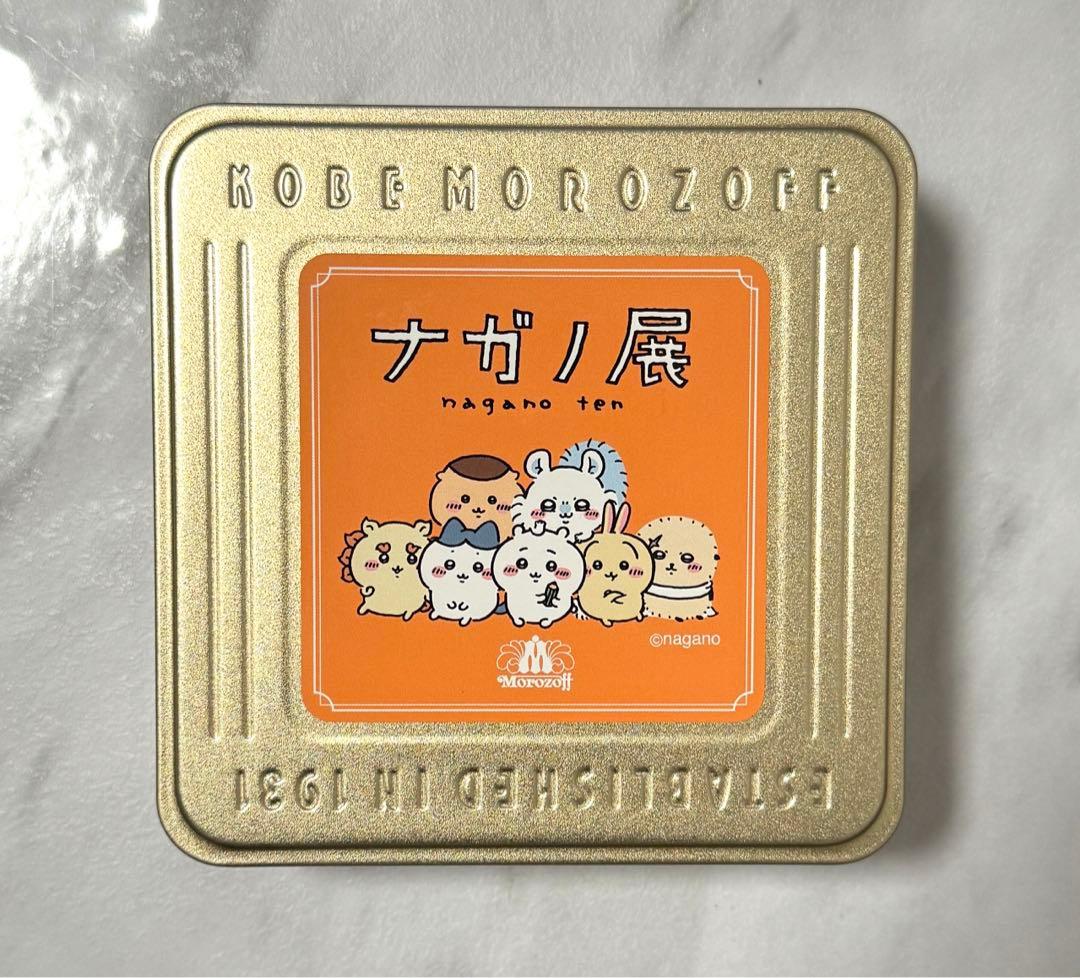 KOBE MOROZOFF
ナガノ展
nagano ten
©nagano
Morozoff
ESTABLISHED IN 1931